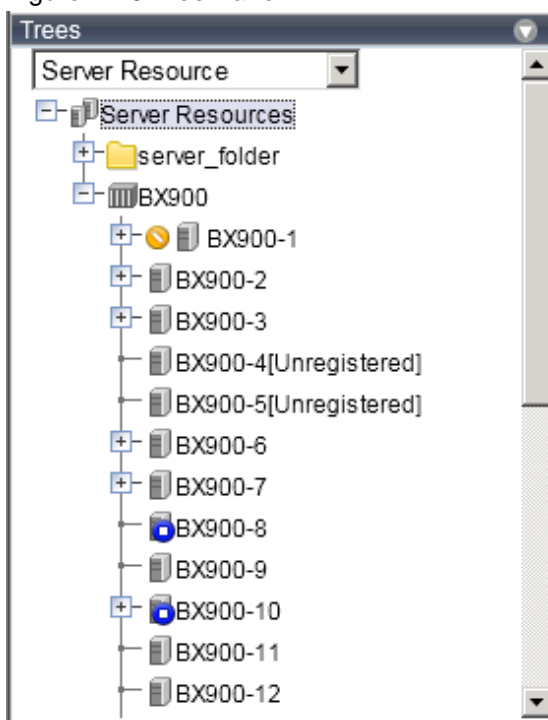 Trees
Server Resource
Server Resources
server_folder
BX900
BX900-1
BX900-2
BX900-3
BX900-4[Unregistered]
BX900-5[Unregistered]
BX900-6
BX900-7
BX900-8
BX900-9
BX900-10
BX900-11
BX900-12